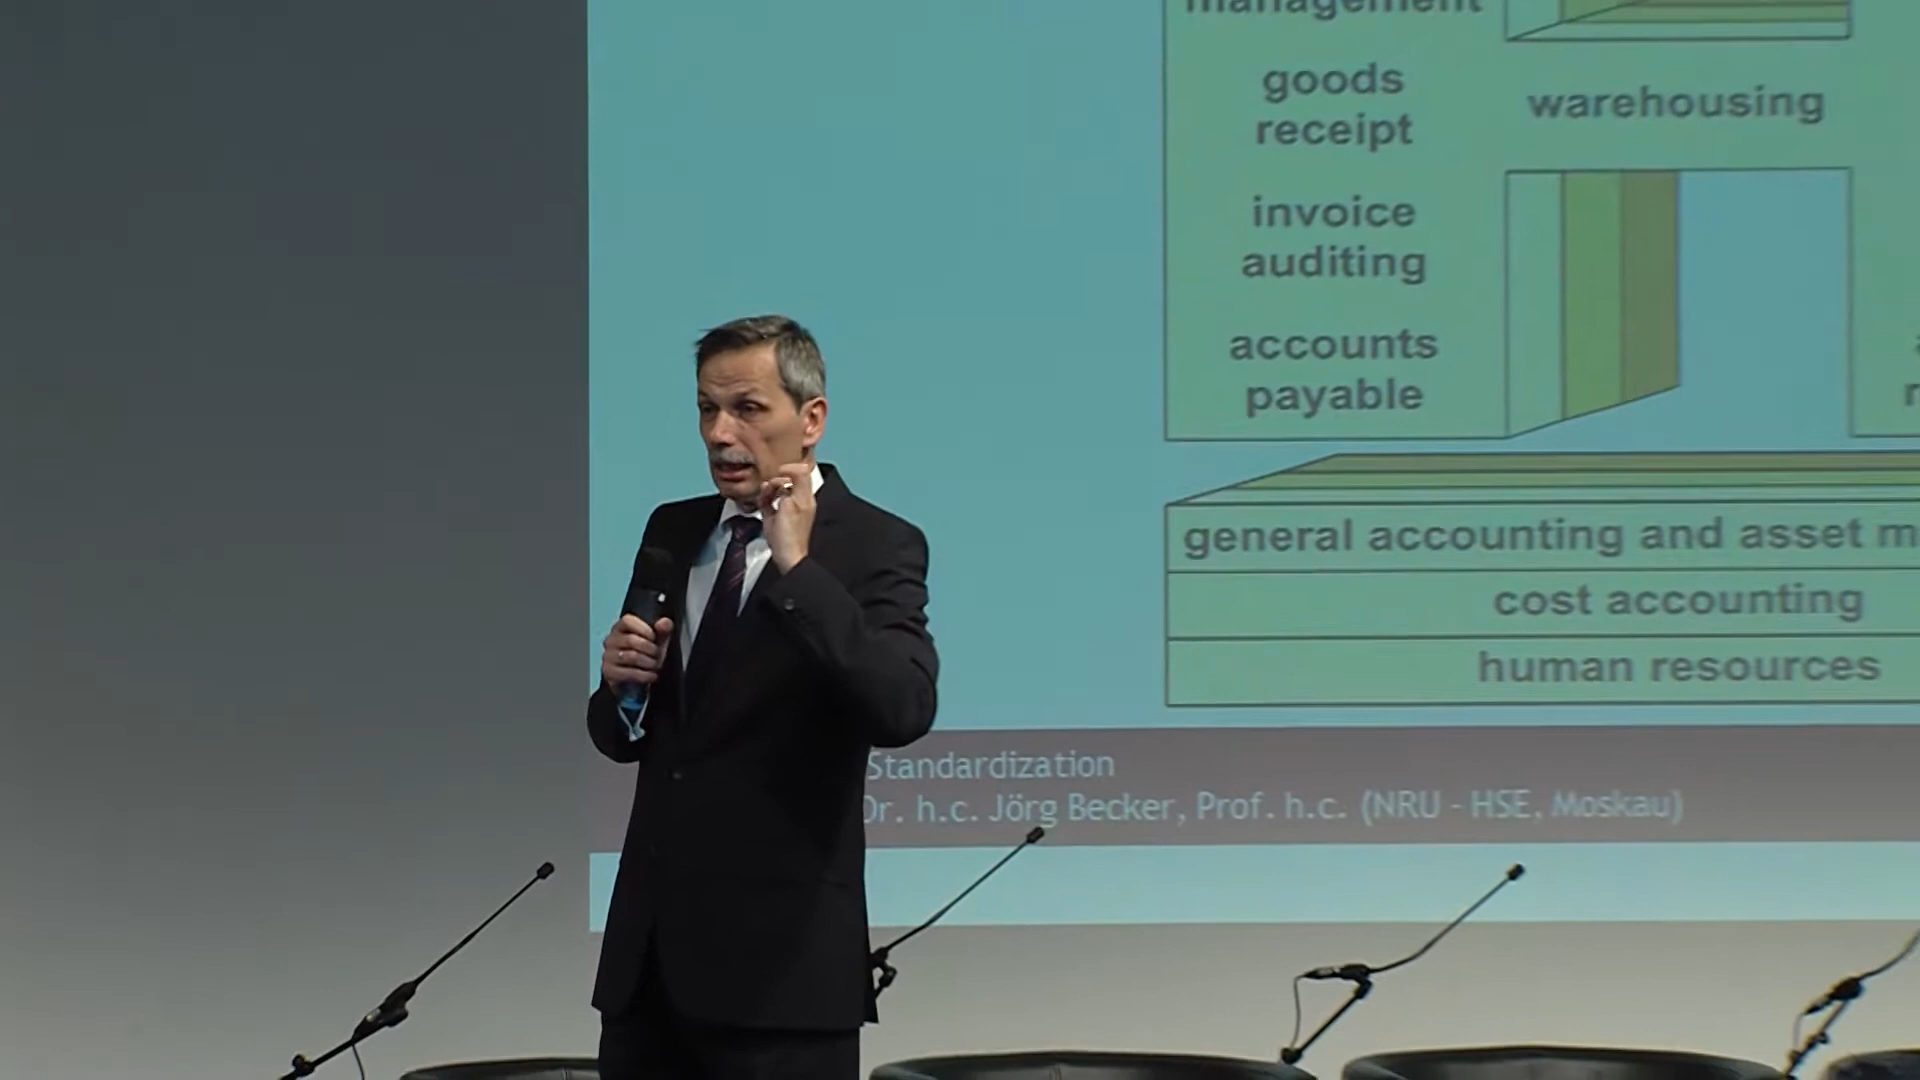 management
goods
receipt
warehousing
invoice
auditing
accounts
payable
general accounting and asset m
cost accounting
human resources
Standardization
Dr. h.c. Jörg Becker, Prof. h.c. (NRU - HSE, Moskau)